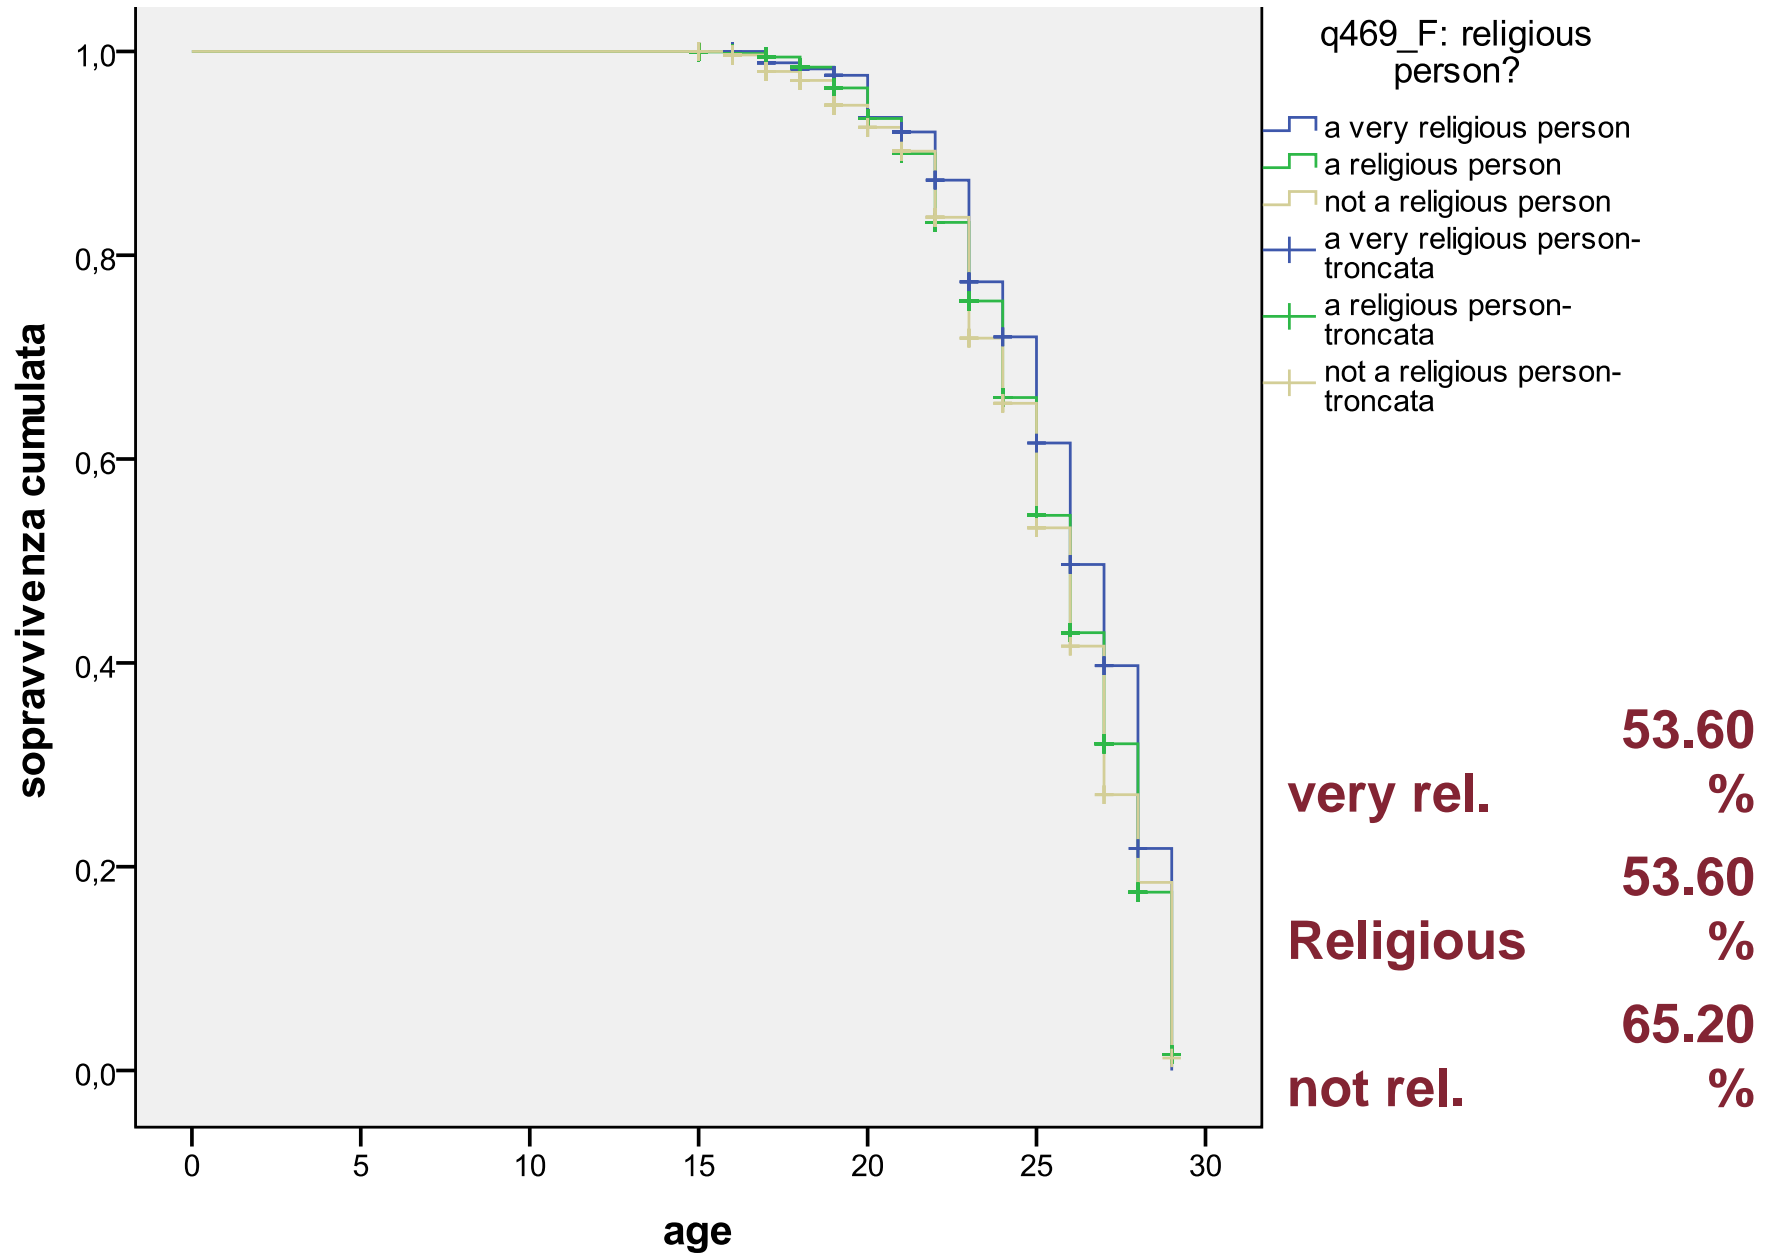 q469_F: religious
person?
a very religious person
a religious person
not a religious person
a very religious person-
troncata
a religious person-
troncata
not a religious person-
troncata
1,0
0,8
0,6
0,4
0,2
0,0
sopravvivenza cumulata
0 5 10 15 20 25 30
age
53.60
very rel. %
53.60
Religious %
65.20
not rel. %